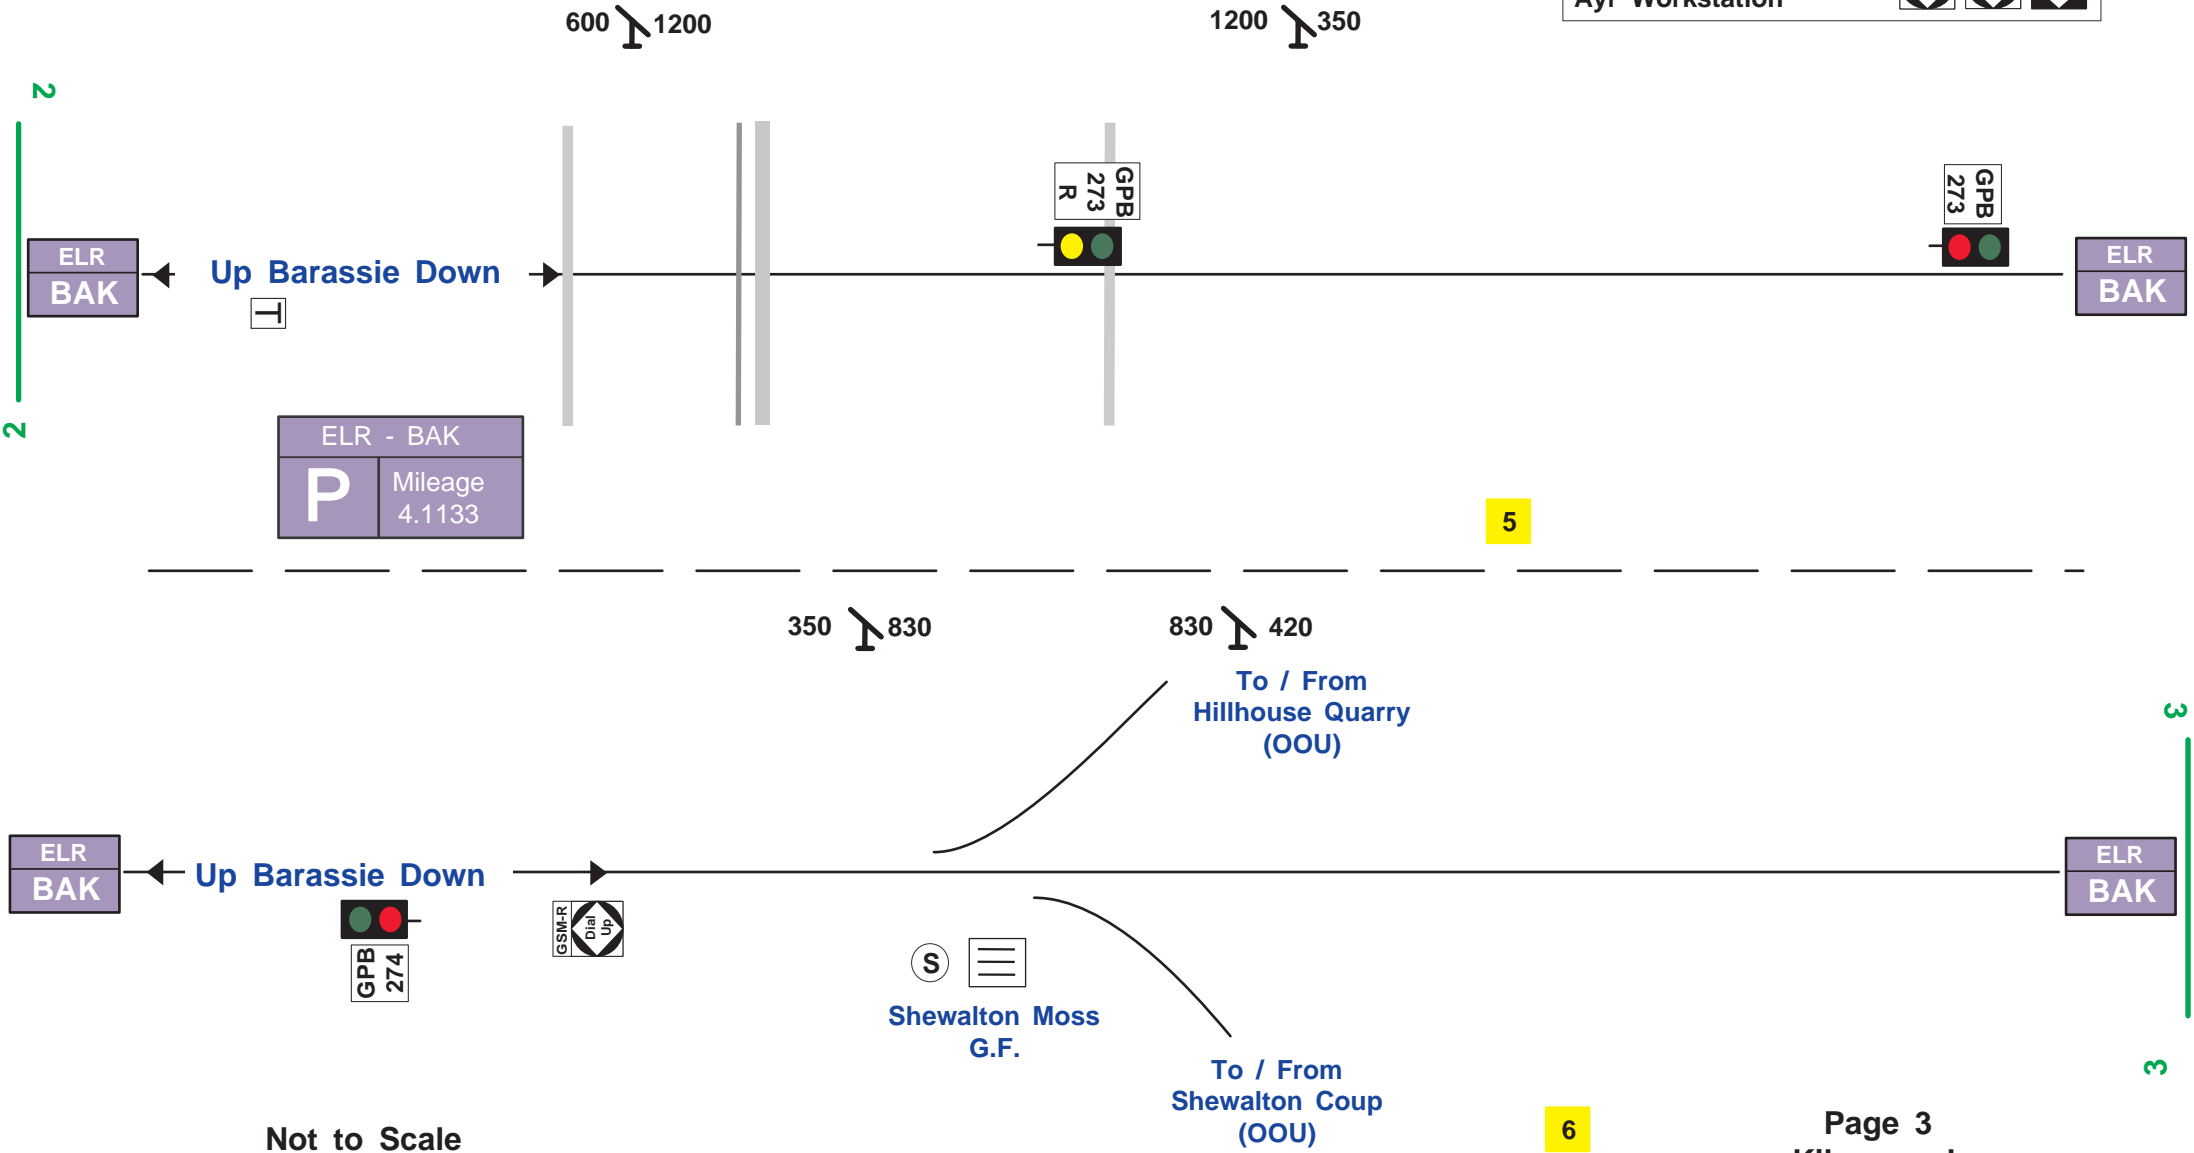 600 1200
1200 350
Ayr Workstation
2
GPB
273
R
GPB
273
ELR
BAK
Up Barassie Down
T
ELR
BAK
2
ELR - BAK
P
Mileage
4.1133
5
350 830
830 420
To / From
Hillhouse Quarry
(OOU)
3
ELR
BAK
Up Barassie Down
ELR
BAK
GPB
274
GSM-R
Dial
Up
S
Shewalton Moss
G.F.
To / From
Shewalton Coup
(OOU)
3
Not to Scale
6
Page 3